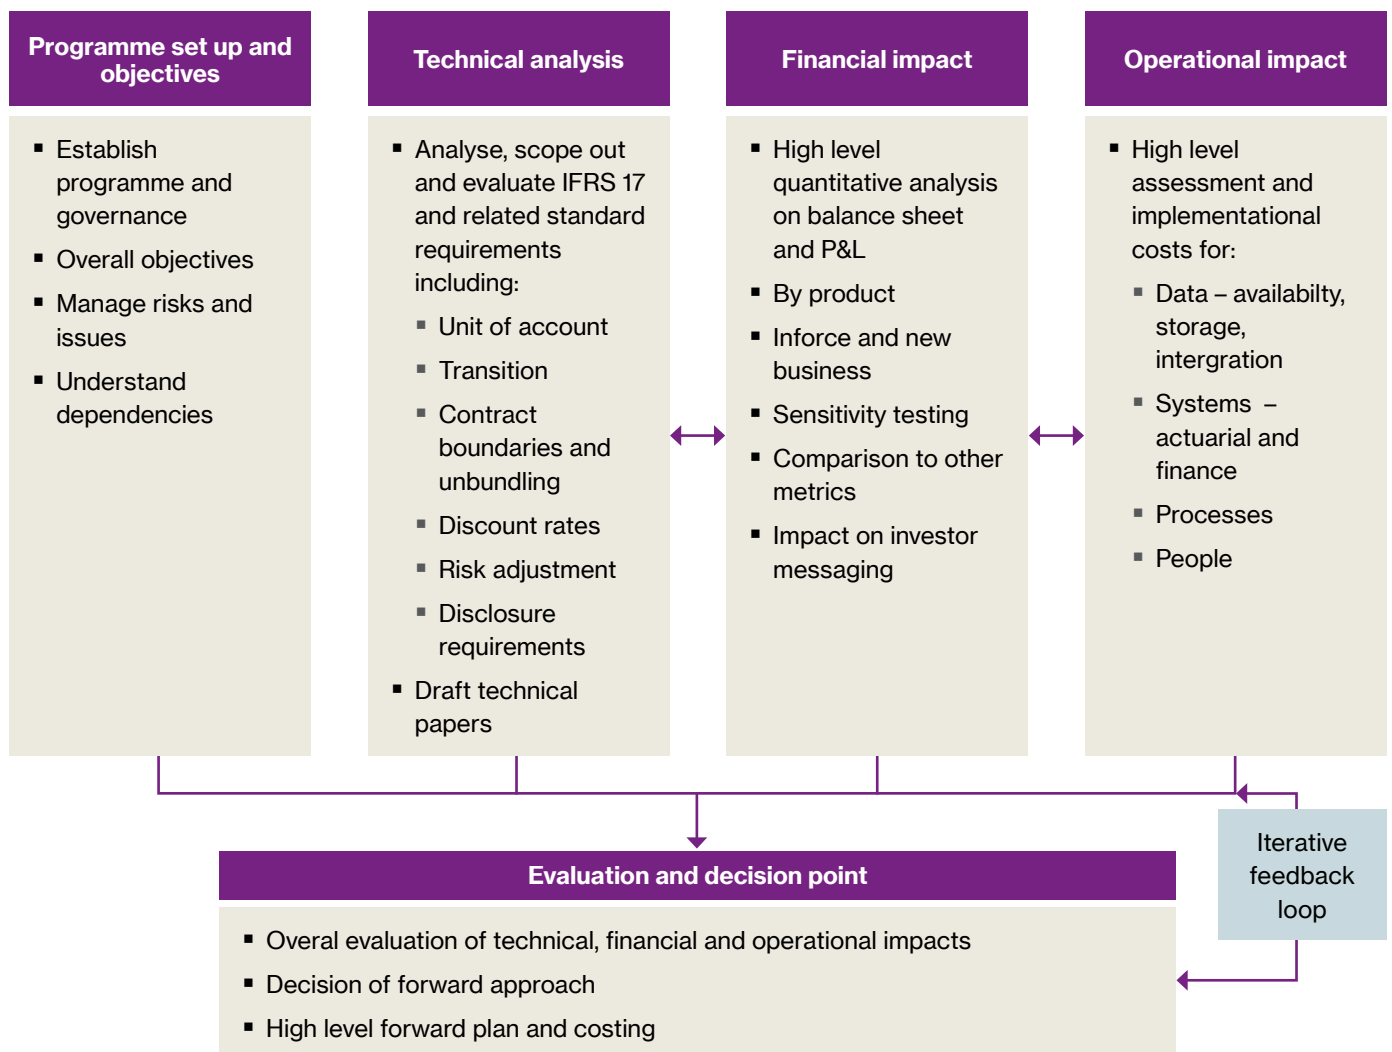 Programme set up and
objectives
Establish
programme and
governance
Overall objectives
Manage risks and
issues
Understand
dependencies
Technical analysis
Analyse, scope out
and evaluate IFRS 17
and related standard
requirements
including:
Unit of account
Transition
Contract
boundaries and
unbundling
Discount rates
Risk adjustment
Disclosure
requirements
Draft technical
papers
Financial impact
High level
quantitative analysis
on balance sheet
and P&L
By product
Inforce and new
business
Sensitivity testing
Comparison to other
metrics
Impact on investor
messaging
Operational impact
High level
assessment and
implementational
costs for:
Data – availabilty,
storage,
intergration
Systems –
actuarial and
finance
Processes
People
Iterative
feedback
loop
Evaluation and decision point
Overal evaluation of technical, financial and operational impacts
Decision of forward approach
High level forward plan and costing